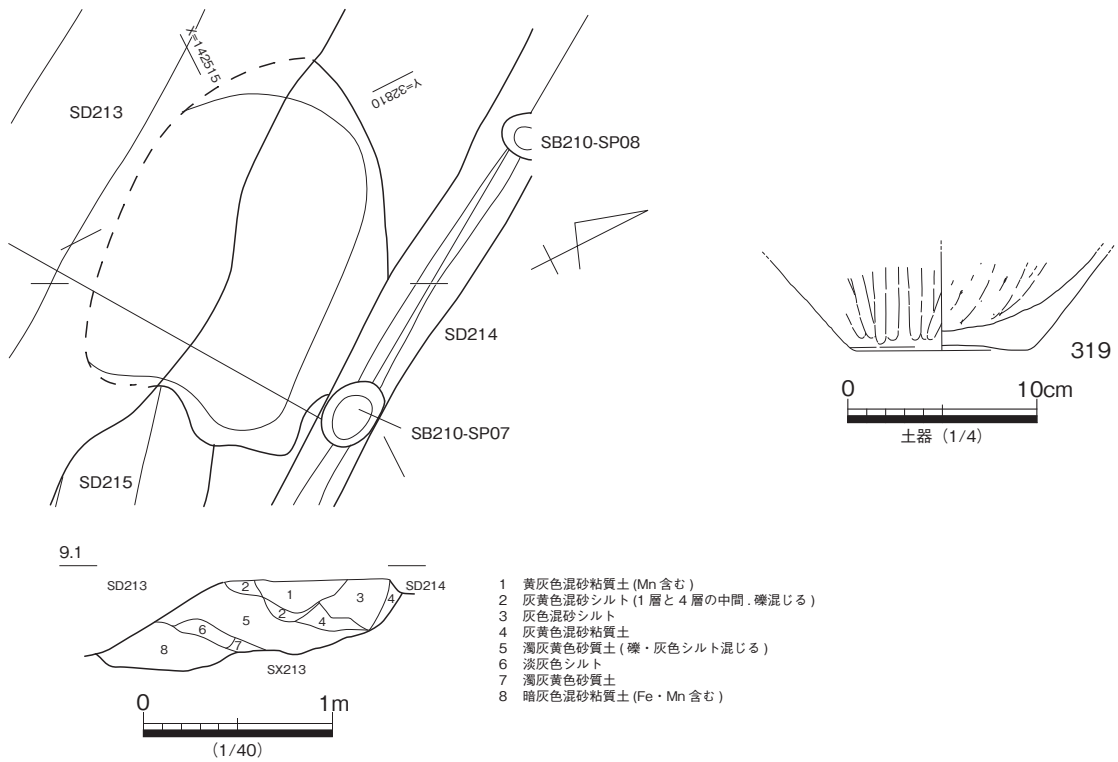 X=142515
Y=32810
SD213
SB210-SP08
SD214
SB210-SP07
SD215
319
0 10cm
土器（1/4）
9.1
SD213
SD214
2
1
3
4
2
4
5
6
7
8
SX213
0 1m
（1/40）
1 黄灰色混砂粘質土 (Mn 含む )
2 灰黄色混砂シルト (1 層と 4 層の中間 . 礫混じる )
3 灰色混砂シルト
4 灰黄色混砂粘質土
5 濁灰黄色砂質土 ( 礫・灰色シルト混じる )
6 淡灰色シルト
7 濁灰黄色砂質土
8 暗灰色混砂粘質土 (Fe・Mn 含む )